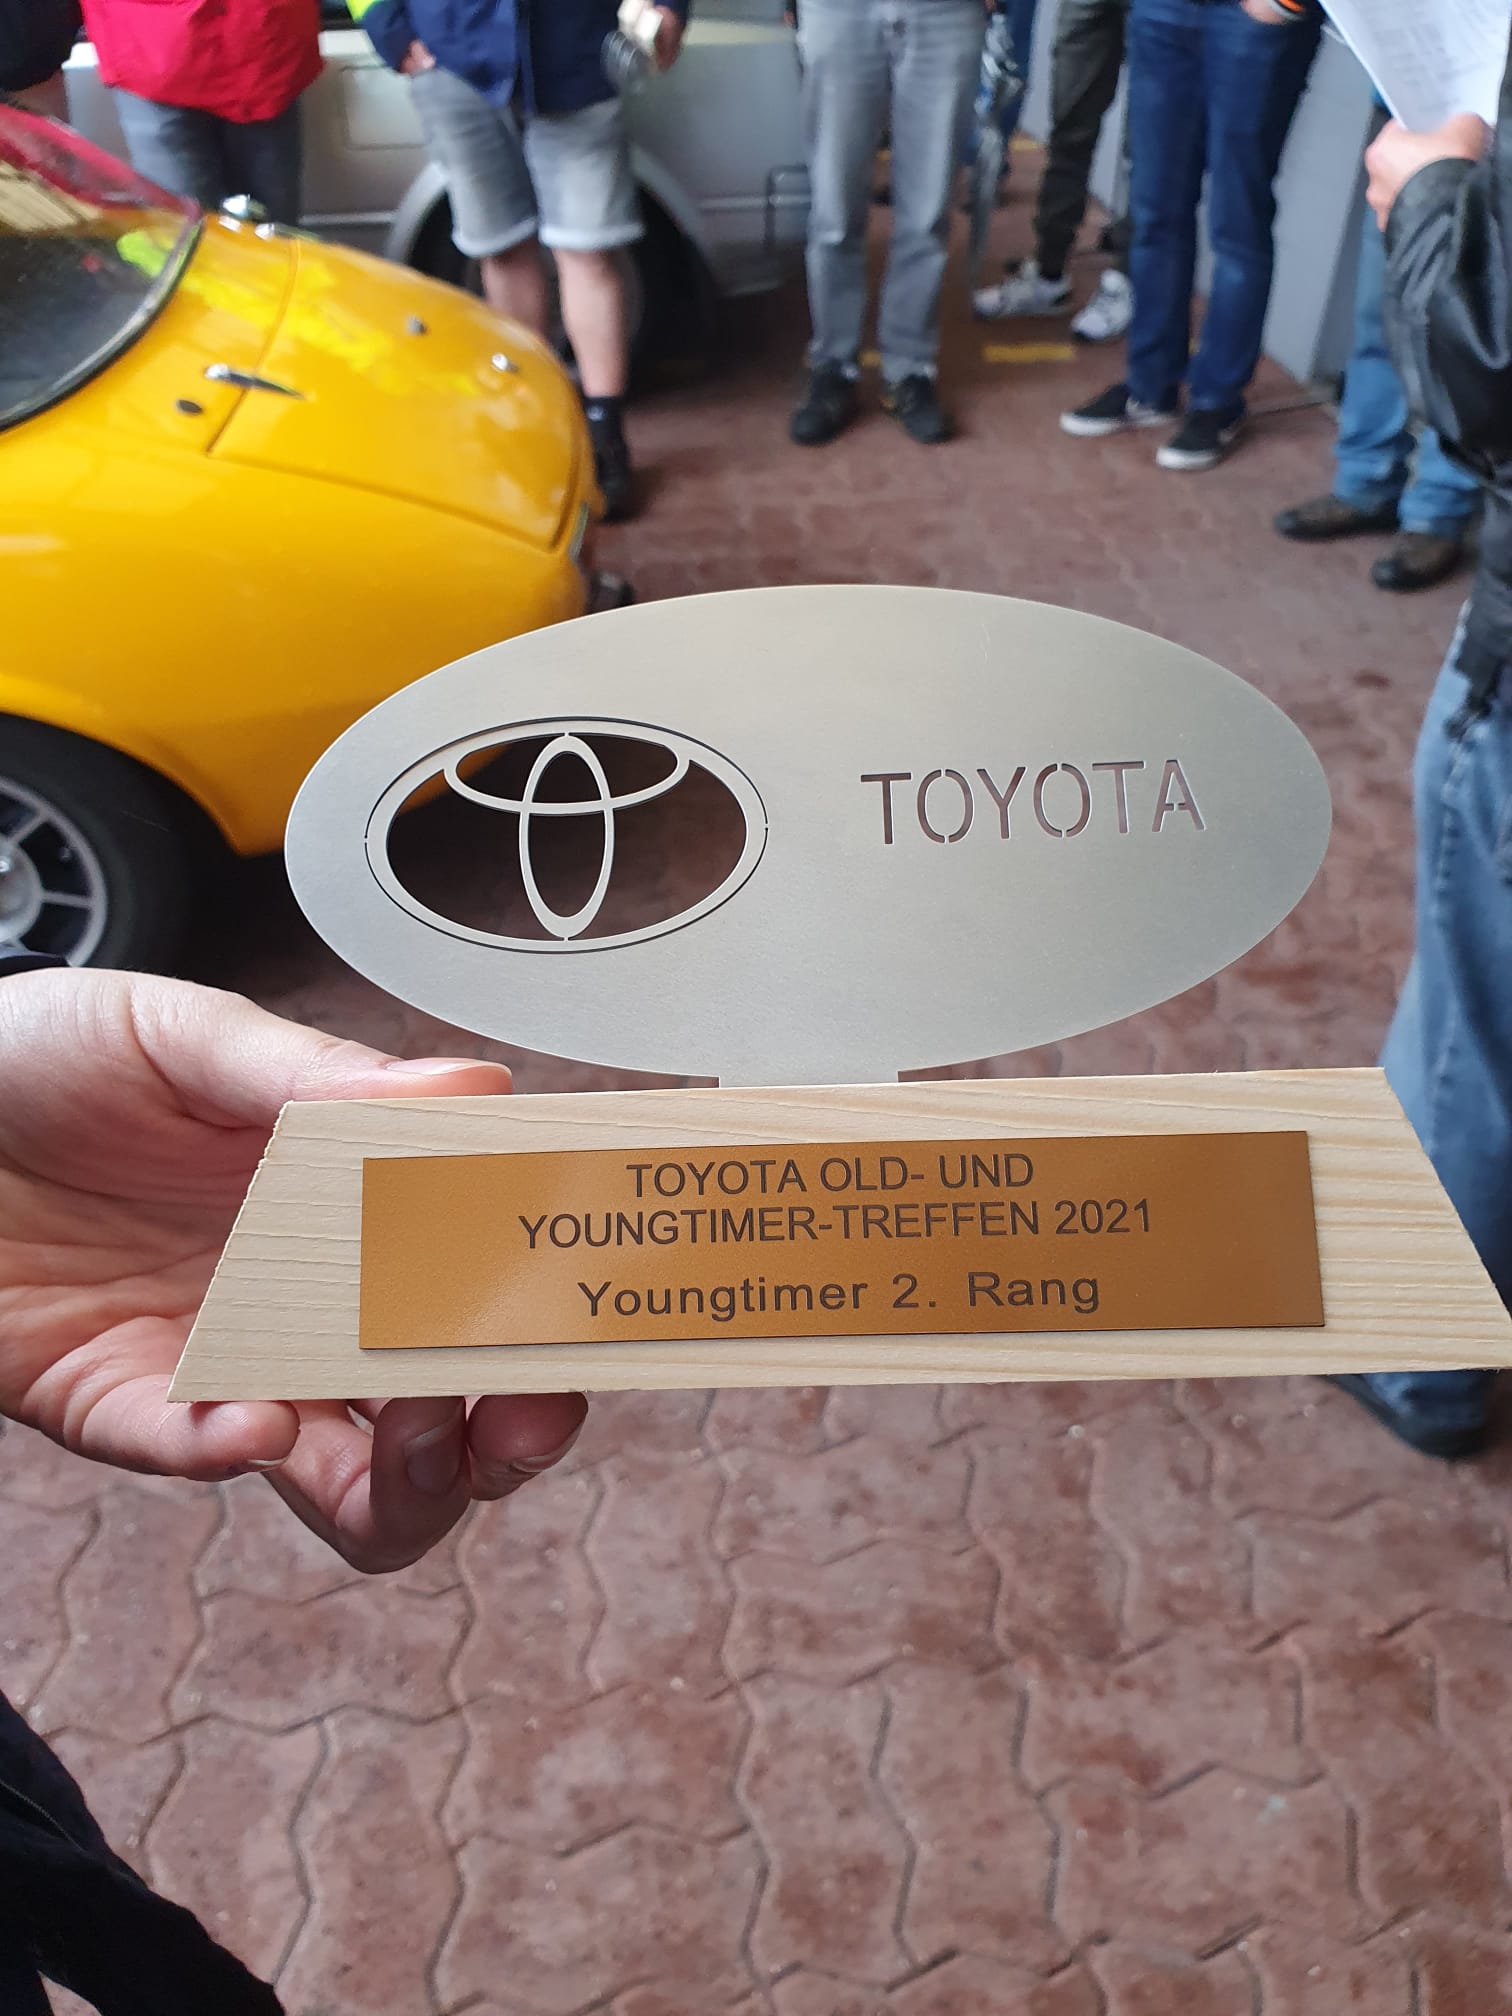 TOYOTA
TOYOTA OLD- UND
YOUNGTIMER-TREFFEN 2021
Youngtimer 2. Rang